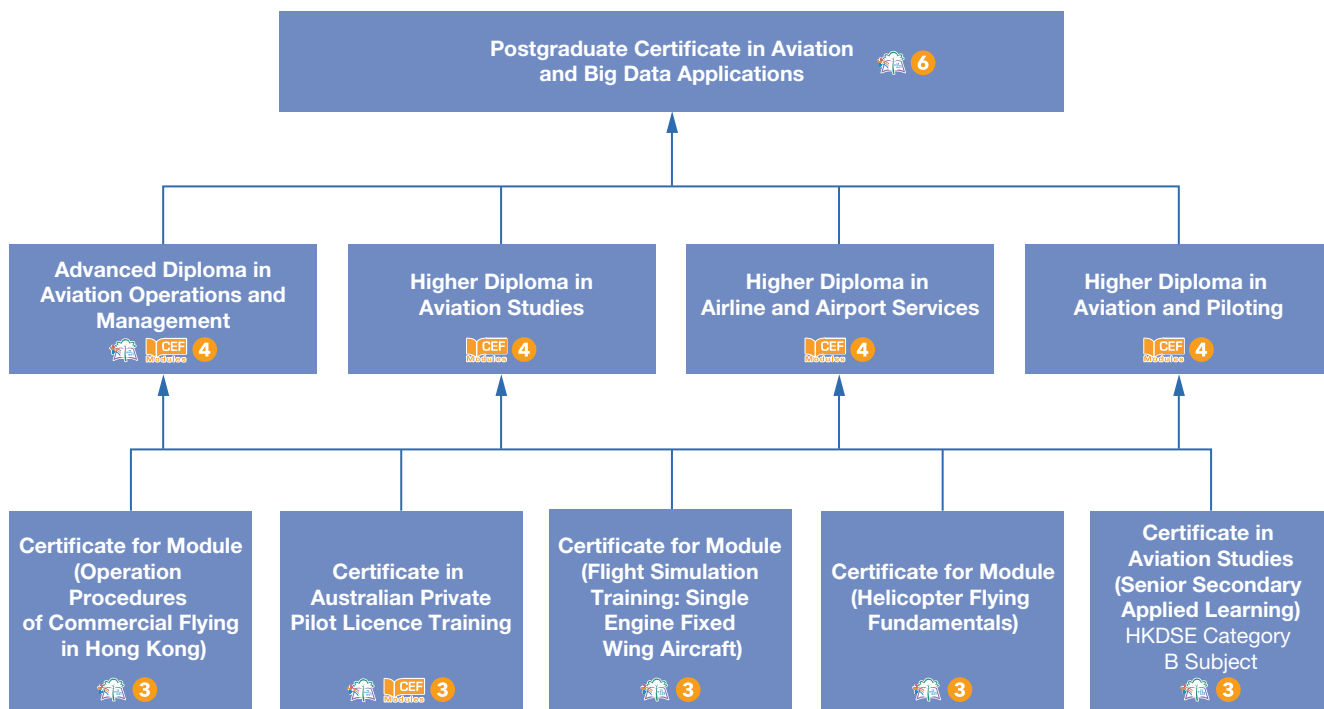 Postgraduate Certificate in Aviation
and Big Data Applications
6
Advanced Diploma in
Aviation Operations and
Management
CEF
Modules
4
Higher Diploma in
Aviation Studies
CEF
Modules
4
Higher Diploma in
Airline and Airport Services
CEF
Modules
4
Higher Diploma in
Aviation and Piloting
CEF
Modules
4
Certificate for Module
(Operation
Procedures
of Commercial Flying
in Hong Kong)
3
Certificate in
Australian Private
Pilot Licence Training
CEF
Modules
3
Certificate for Module
(Flight Simulation
Training: Single
Engine Fixed
Wing Aircraft)
3
Certificate for Module
(Helicopter Flying
Fundamentals)
3
Certificate in
Aviation Studies
(Senior Secondary
Applied Learning)
HKDSE Category
B Subject
3